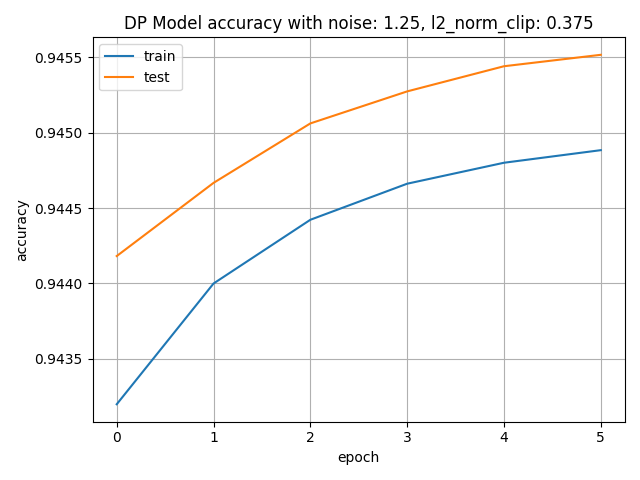 DP Model accuracy with noise: 1.25, l2_norm_clip: 0.375
train
test
0.9455
0.9450
0.9445
0.9440
0.9435
accuracy
0 1 2 3 4 5
epoch